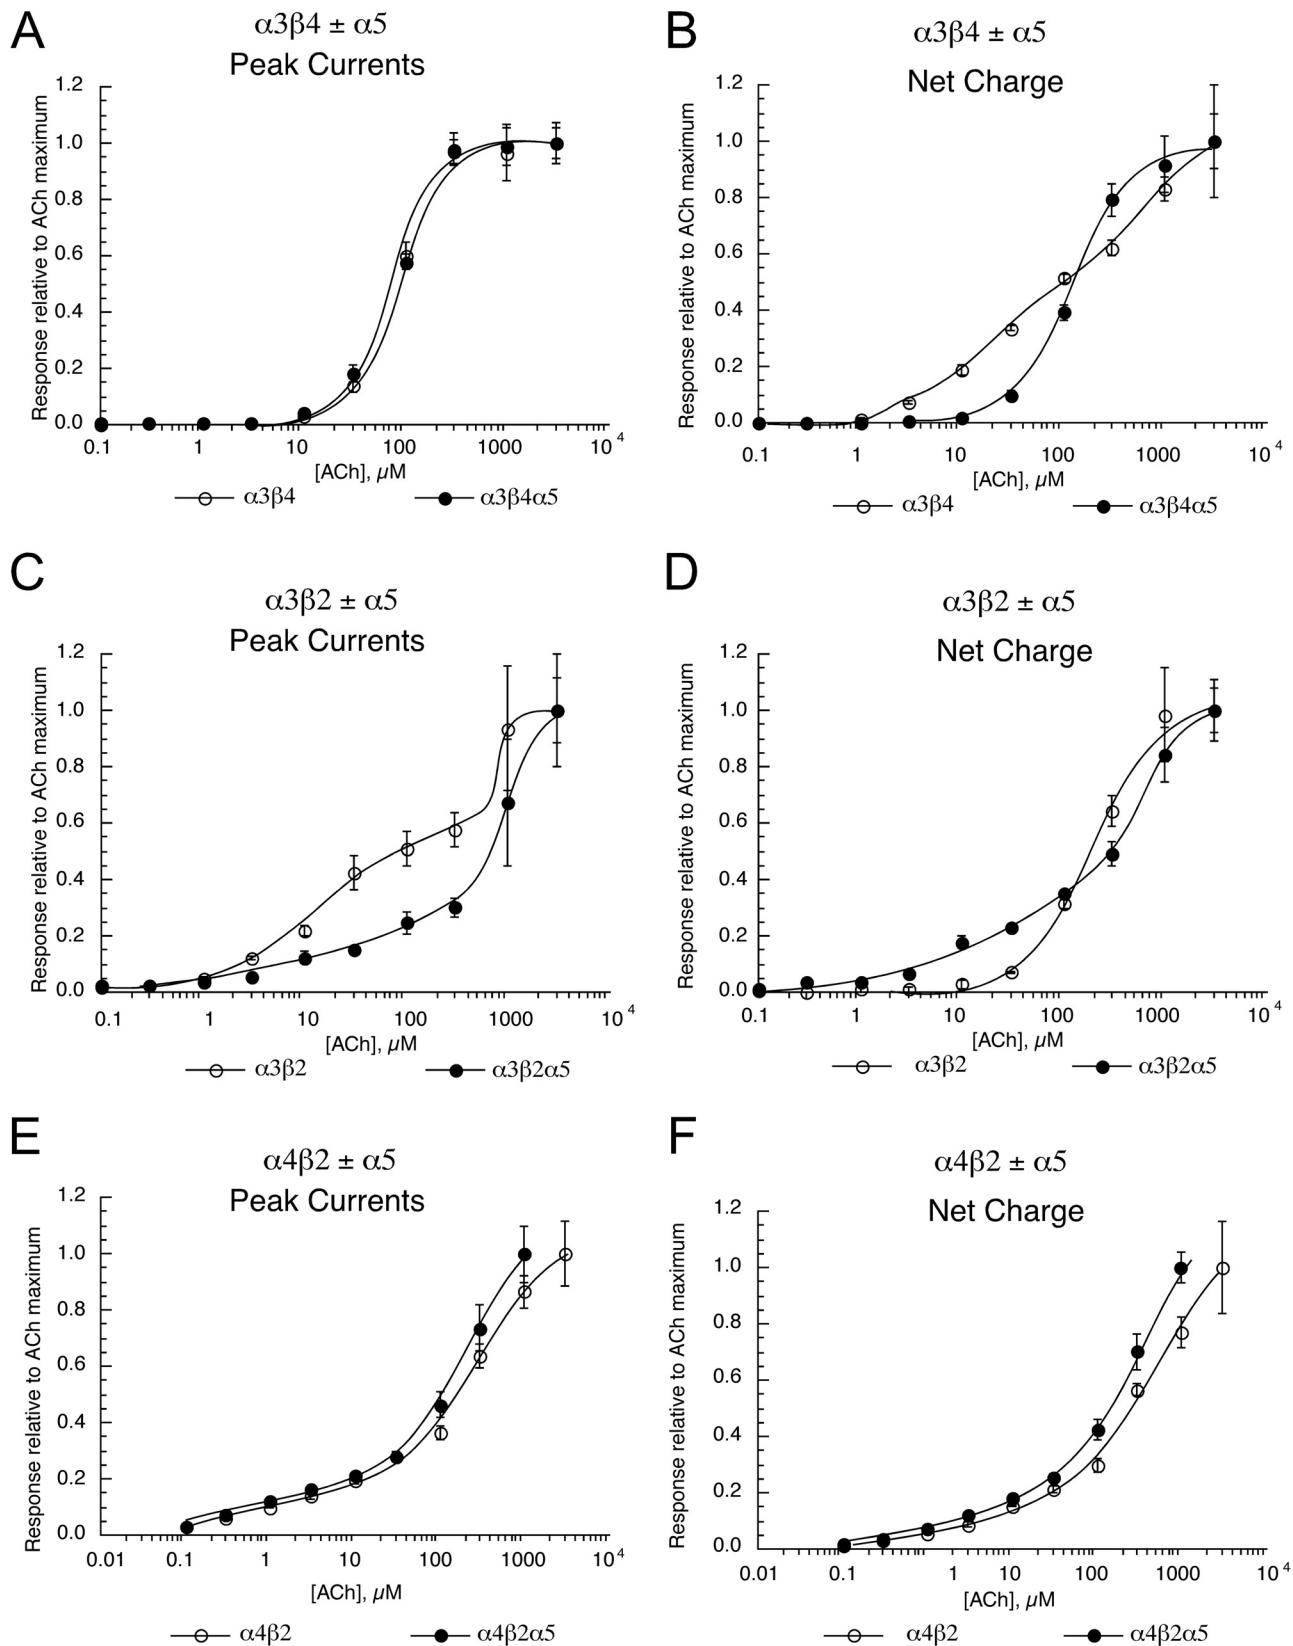 A
α3β4 ± α5
Peak Currents
Response relative to ACh maximum
1.2
1.0
0.8
0.6
0.4
0.2
0.0
0.1 1 10 100 1000 10 4
[ACh], µM
α3β4 α3β4α5
B
α3β4 ± α5
Net Charge
Response relative to ACh maximum
1.2
1.0
0.8
0.6
0.4
0.2
0.0
0.1 1 10 100 1000 10 4
[ACh], µM
α3β4 α3β4α5
C
α3β2 ± α5
Peak Currents
Response relative to ACh maximum
1.2
1.0
0.8
0.6
0.4
0.2
0.0
0.1 1 10 100 1000 10 4
[ACh], µM
α3β2 α3β2α5
D
α3β2 ± α5
Net Charge
Response relative to ACh maximum
1.2
1.0
0.8
0.6
0.4
0.2
0.0
0.1 1 10 100 1000 10 4
[ACh], µM
α3β2 α3β2α5
E
α4β2 ± α5
Peak Currents
Response relative to ACh maximum
1.2
1.0
0.8
0.6
0.4
0.2
0.0
0.01 0.1 1 10 100 1000 10 4
[ACh], µM
α4β2 α4β2α5
F
α4β2 ± α5
Net Charge
Response relative to ACh maximum
1.2
1.0
0.8
0.6
0.4
0.2
0.0
0.01 0.1 1 10 100 1000 10 4
[ACh], µM
α4β2 α4β2α5